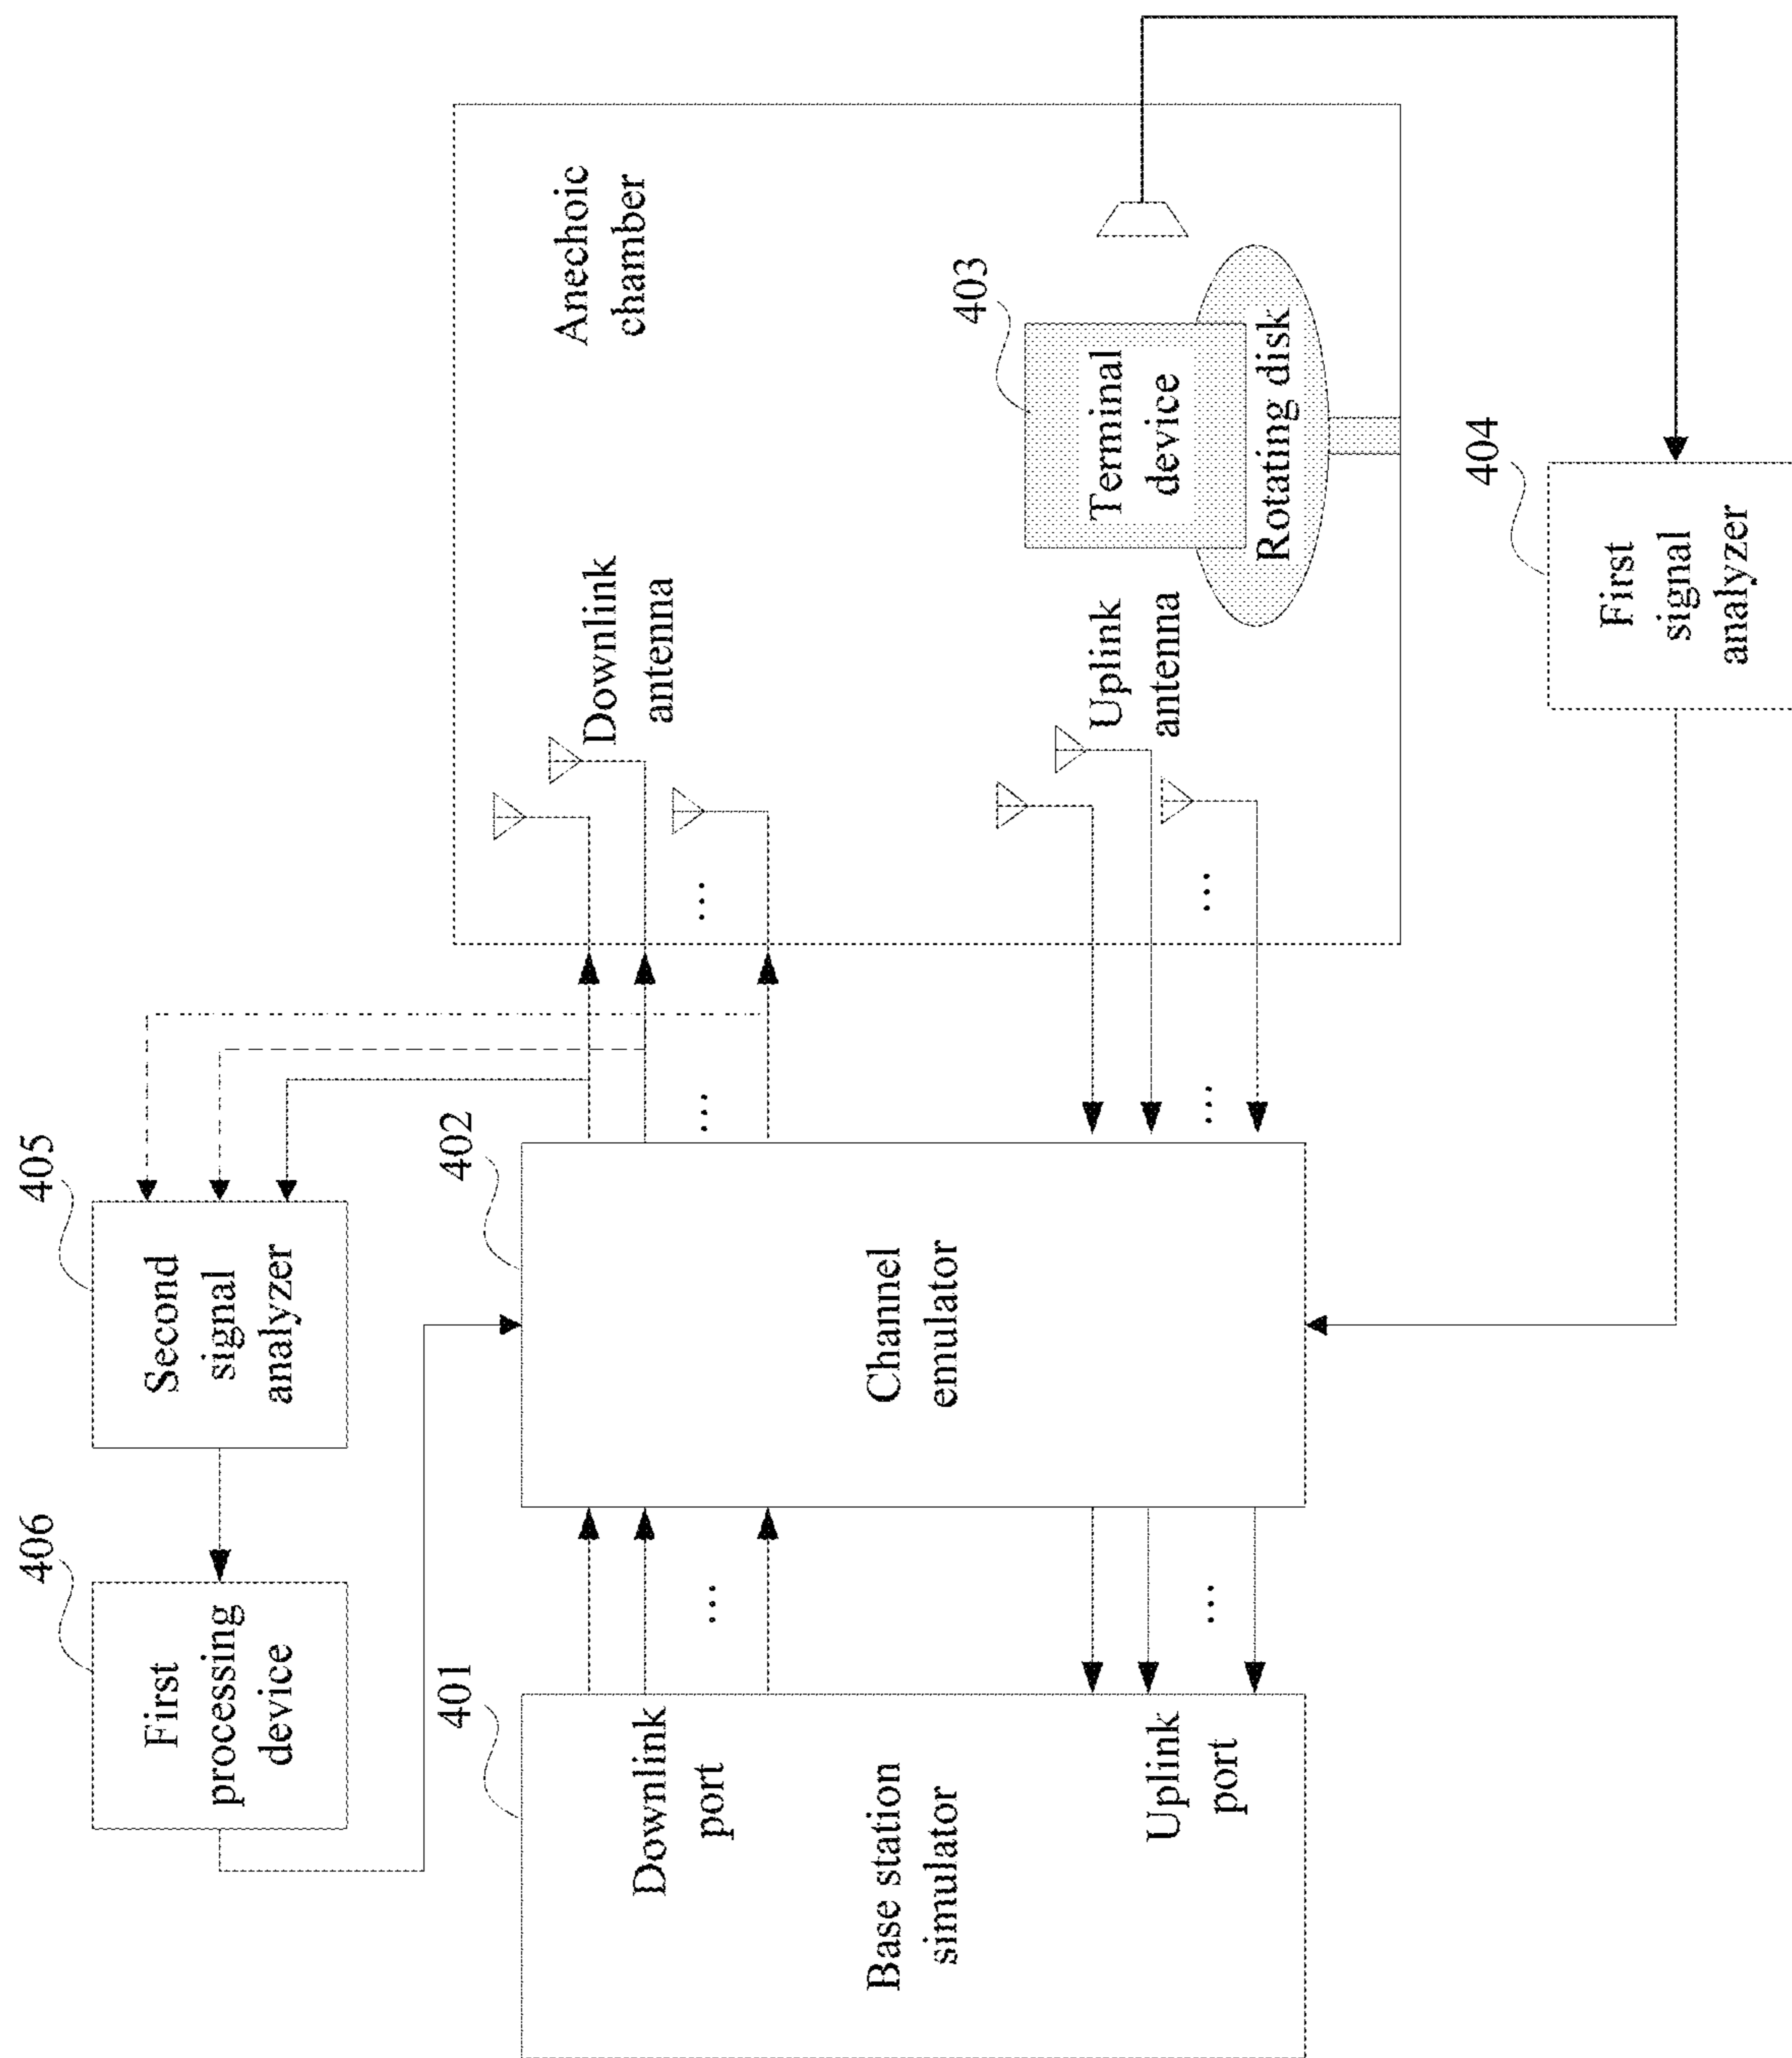 406
First
processing
device
405
Second
signal
analyzer
401
Downlink
port
Base station
simulator
Uplink
port
...
...
402
Channel
emulator
...
...
...
...
Downlink
antenna
Uplink
antenna
Anechoic
chamber
403
Terminal
device
Rotating disk
404
First
signal
analyzer